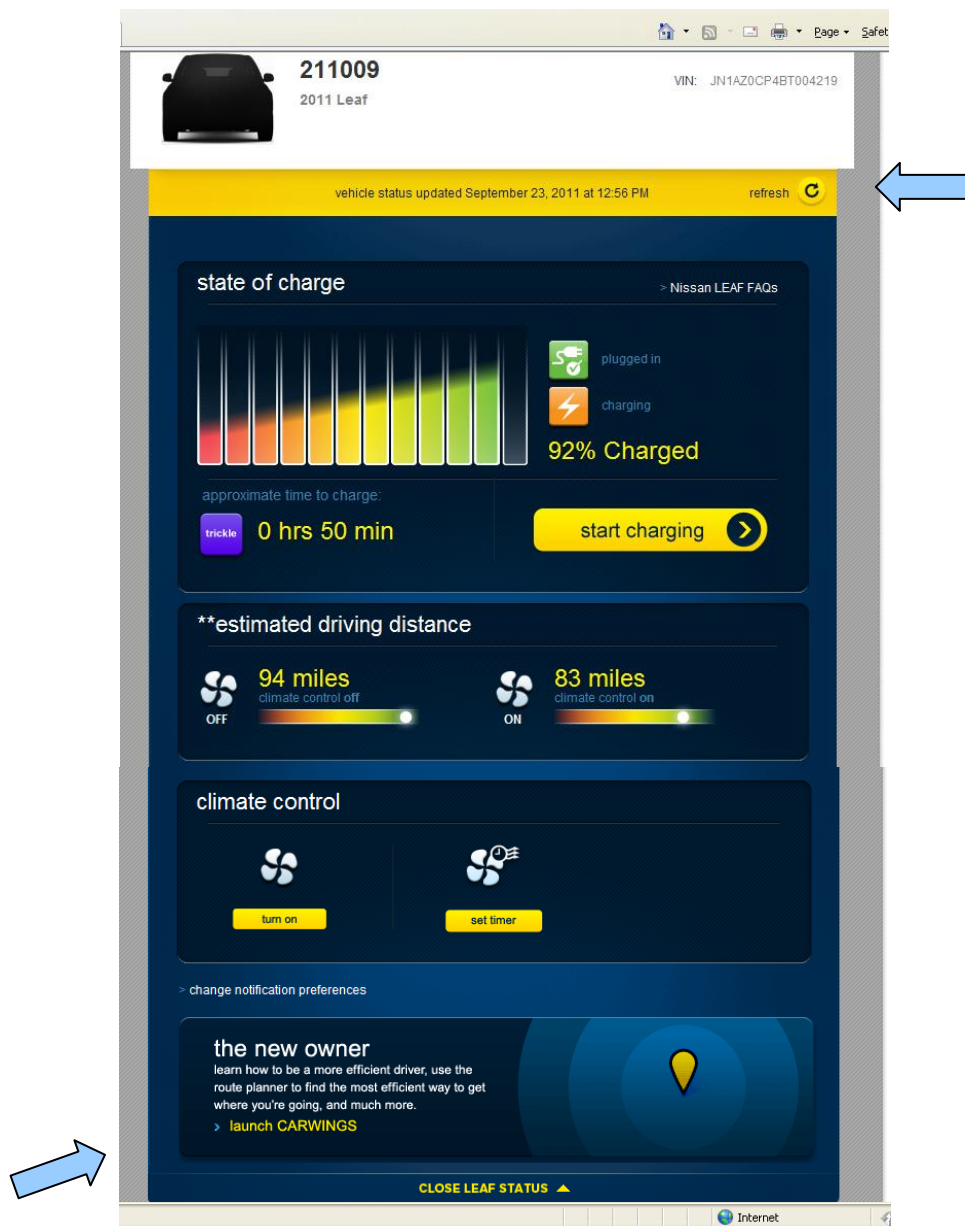 Page Safet
211009
VIN: JN1AZ0CP4BT004219
2011 Leaf
vehicle status updated September 23, 2011 at 12:56 PM refresh
state of charge
> Nissan LEAF FAQs
plugged in
charging
92% Charged
approximate time to charge:
trickle 0 hrs 50 min
start charging
**estimated driving distance
94 miles
climate control off
OFF
83 miles
climate control on
ON
climate control
turn on
set timer
> change notification preferences
the new owner
learn how to be a more efficient driver, use the
route planner to find the most efficient way to get
where you're going, and much more.
> launch CARWINGS
CLOSE LEAF STATUS
Internet